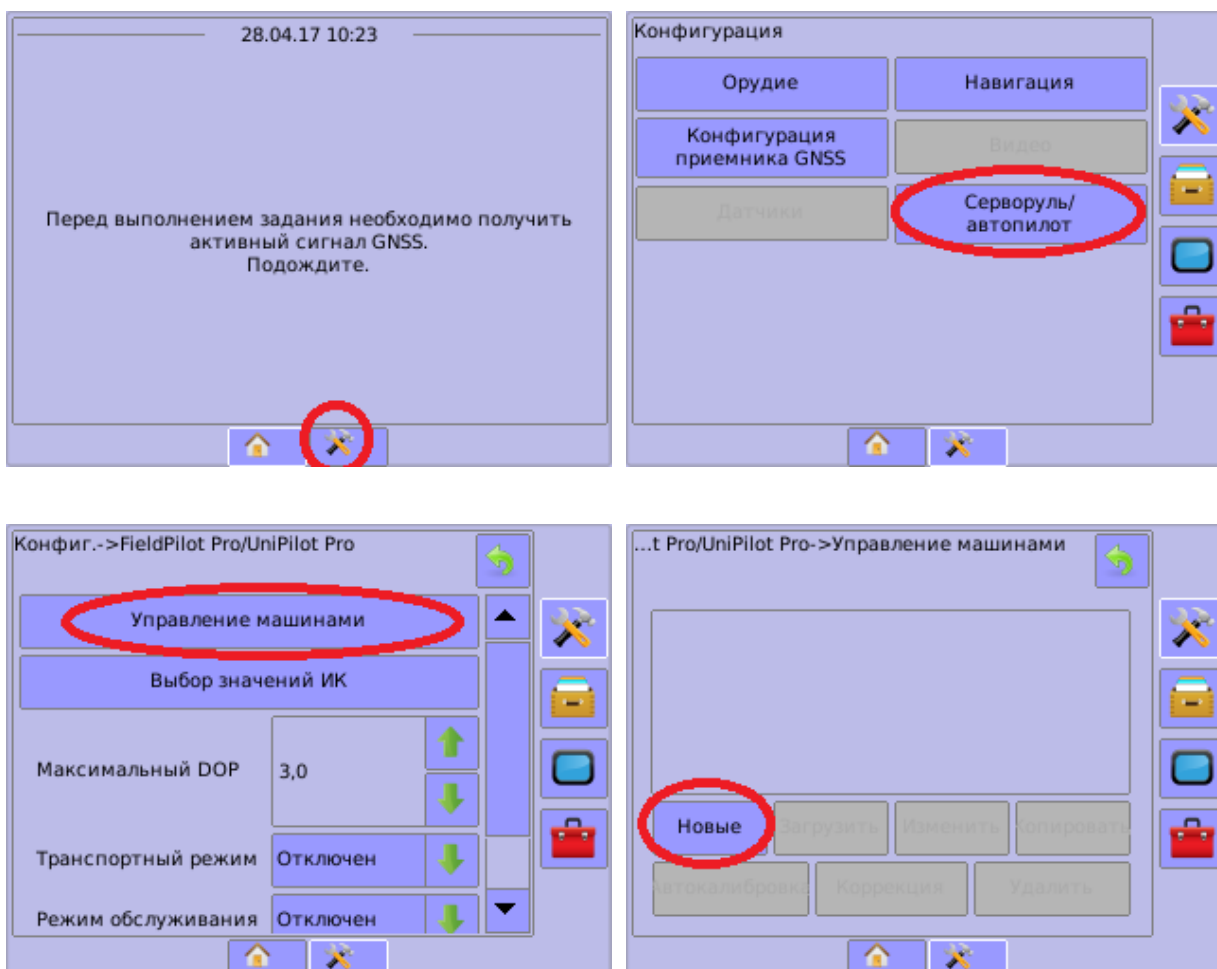 28.04.17 10:23
Перед выполнением задания необходимо получить
активный сигнал GNSS.
Подождите.
Конфигурация
Орудие
Навигация
Конфигурация
приемника GNSS
Видео
Датчики
Серворуль/
автопилот
Конфиг.->FieldPilot Pro/UniPilot Pro
Управление машинами
Выбор значений ИК
Максимальный DOP
3,0
Транспортный режим
Отключен
Режим обслуживания
Отключен
...t Pro/UniPilot Pro->Управление машинами
Новые
Загрузить
Изменить
Копировать
Автокалибровка
Коррекция
Удалить